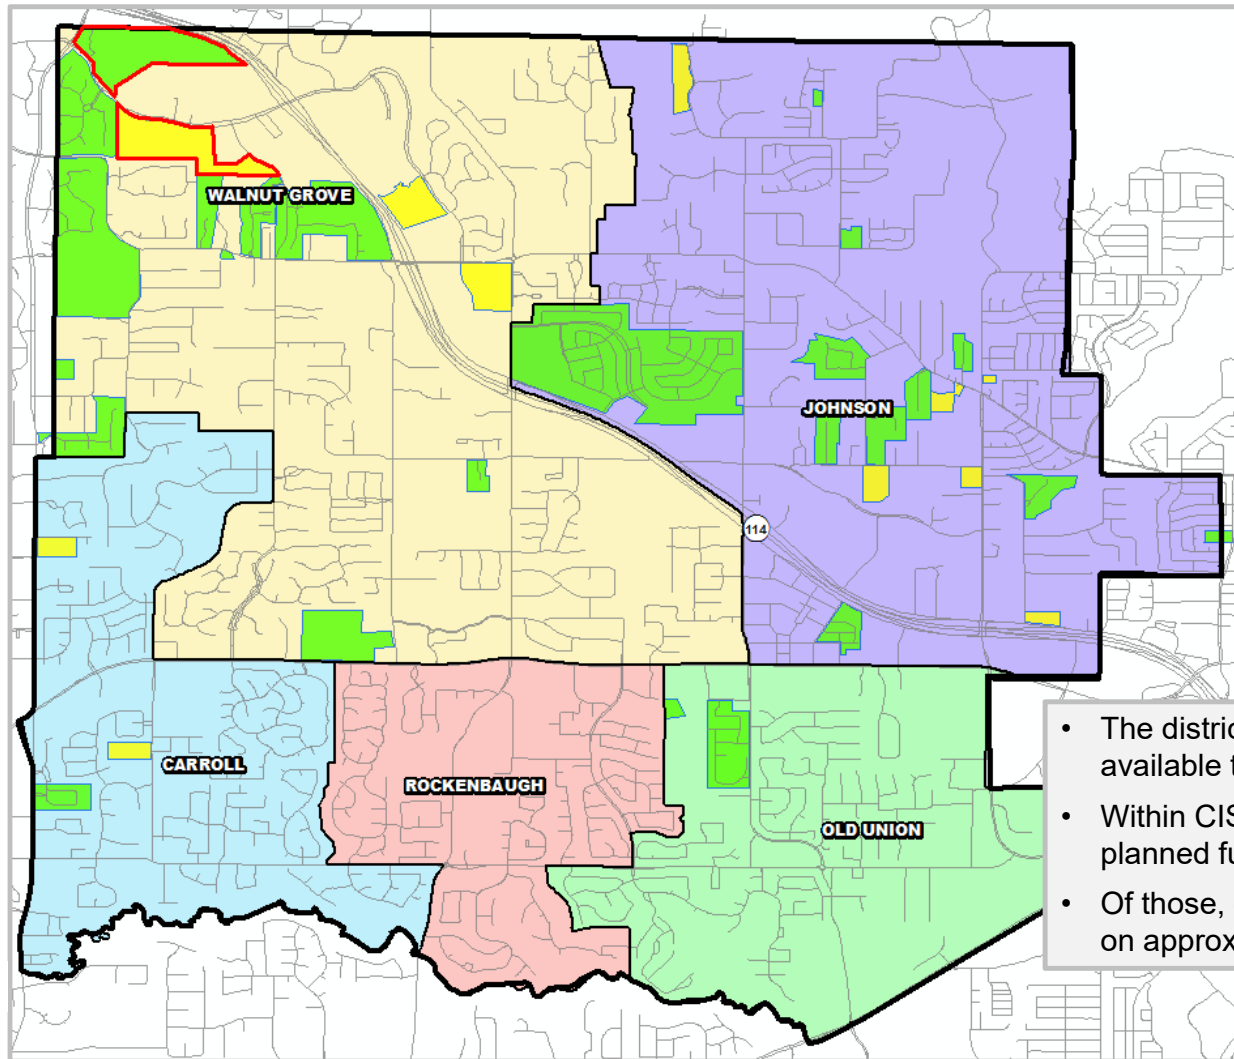 WALNUT GROVE
JOHNSON
114
CARROLL
ROCKENBAUGH
OLD UNION
• The distric
available t
• Within CIS
planned fu
• Of those,
on approx